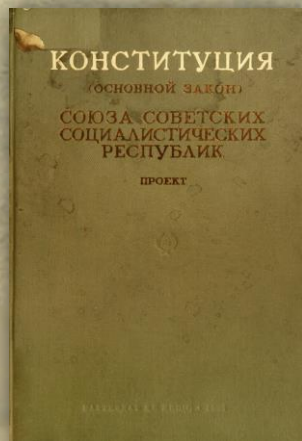 КОНСТИТУЦИЯ
(ОСНОВНОЙ ЗАКОН)
СОЮЗА СОВЕТСКИХ
СОЦИАЛИСТИЧЕСКИХ
РЕСПУБЛИК
ПРОЕКТ